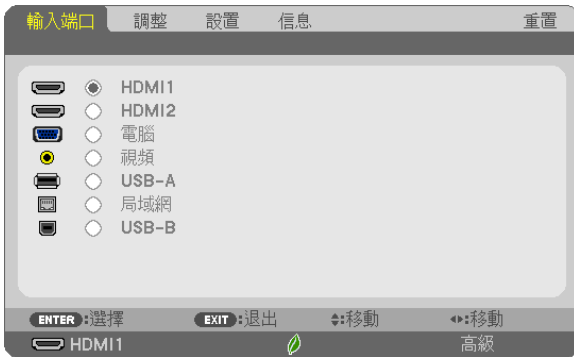 輸入端口 調整 設置 信息 重置
HDMI1
HDMI2
電腦
視頻
USB-A
局域網
USB-B
ENTER:選擇 EXIT:退出 :移動 :移動
HDMI1 高級